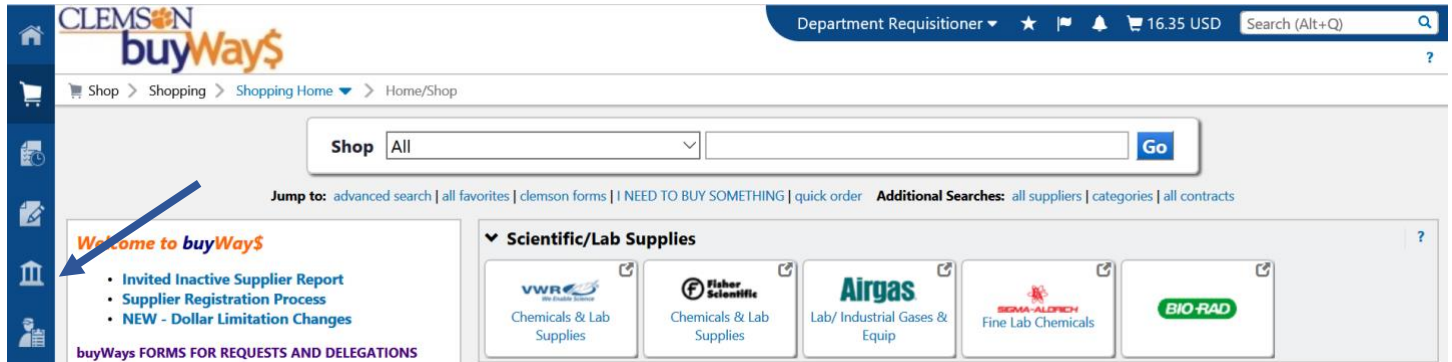 CLEMSON
buyWay$
Department Requisitioner
16.35 USD
Search (Alt+Q)
?
Shop > Shopping > Shopping Home > Home/Shop
Shop All Go
Jump to: advanced search | all favorites | clemson forms | I NEED TO BUY SOMETHING | quick order Additional Searches: all suppliers | categories | all contracts
Welcome to buyWay$
• Invited Inactive Supplier Report
• Supplier Registration Process
• NEW - Dollar Limitation Changes
buyWays FORMS FOR REQUESTS AND DELEGATIONS
Scientific/Lab Supplies
?
VWR
We Enable Science
Chemicals & Lab
Supplies
Fisher
Scientific
Chemicals & Lab
Supplies
Airgas
Lab/ Industrial Gases &
Equip
SIGMA-ALDRICH
Fine Lab Chemicals
BIO-RAD